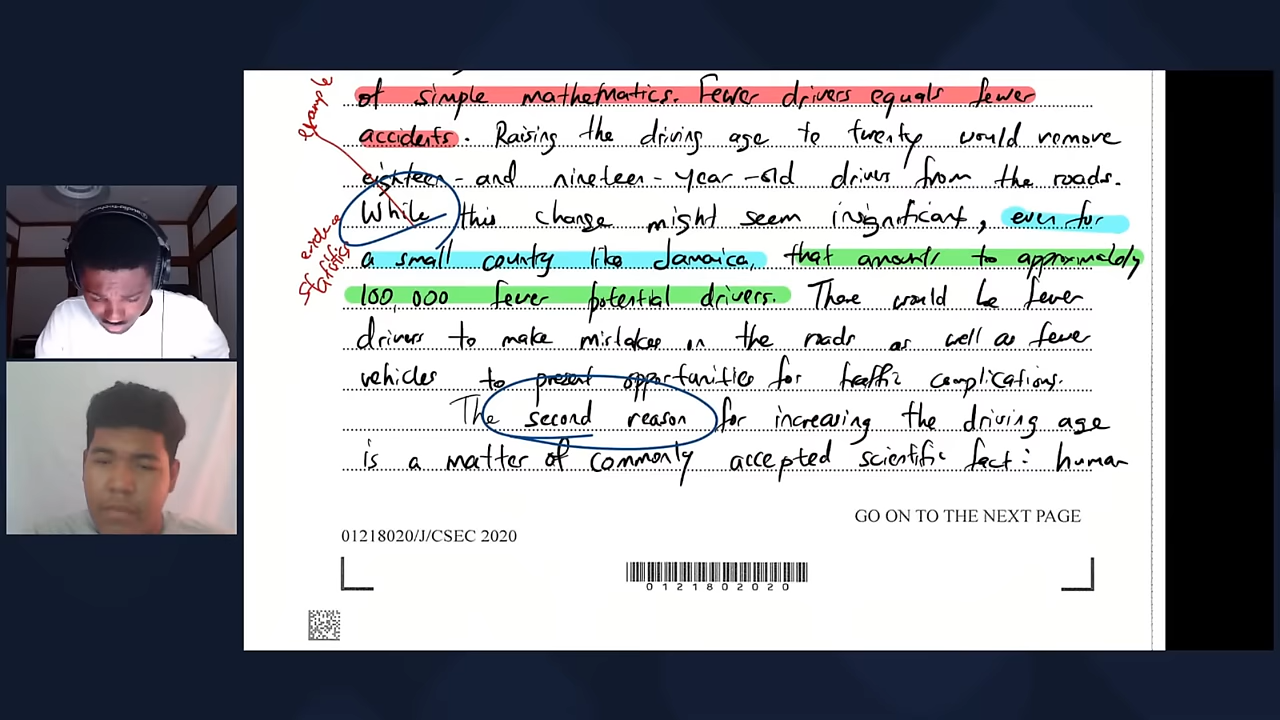 example
of simple mathematics. Fewer drivers equals fewer
accidents. Raising the driving age to twenty would remove
eighteen-and nineteen-year-old drivers from the roads.
While this change might seem insignificant, even for
evidence
statistics
a small country like Jamaica, that amounts to approximately
100,000 fewer potential drivers. There would be fewer
drivers to make mistakes on the roads as well as fewer
vehicles to present opportunities for traffic complications.
The second reason for increasing the driving age
is a matter of commonly accepted scientific fact: human
GO ON TO THE NEXT PAGE
01218020/J/CSEC 2020
0121802020